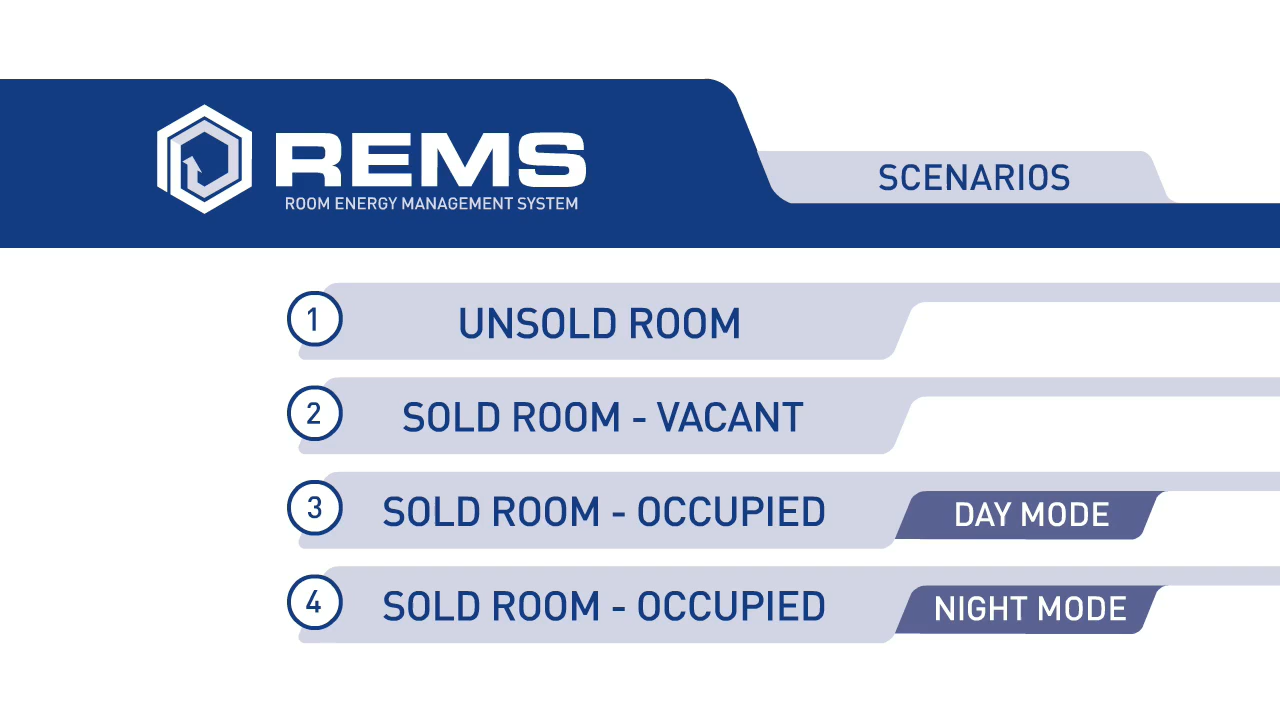 REMS
ROOM ENERGY MANAGEMENT SYSTEM
SCENARIOS
1 UNSOLD ROOM
2 SOLD ROOM - VACANT
3 SOLD ROOM - OCCUPIED DAY MODE
4 SOLD ROOM - OCCUPIED NIGHT MODE